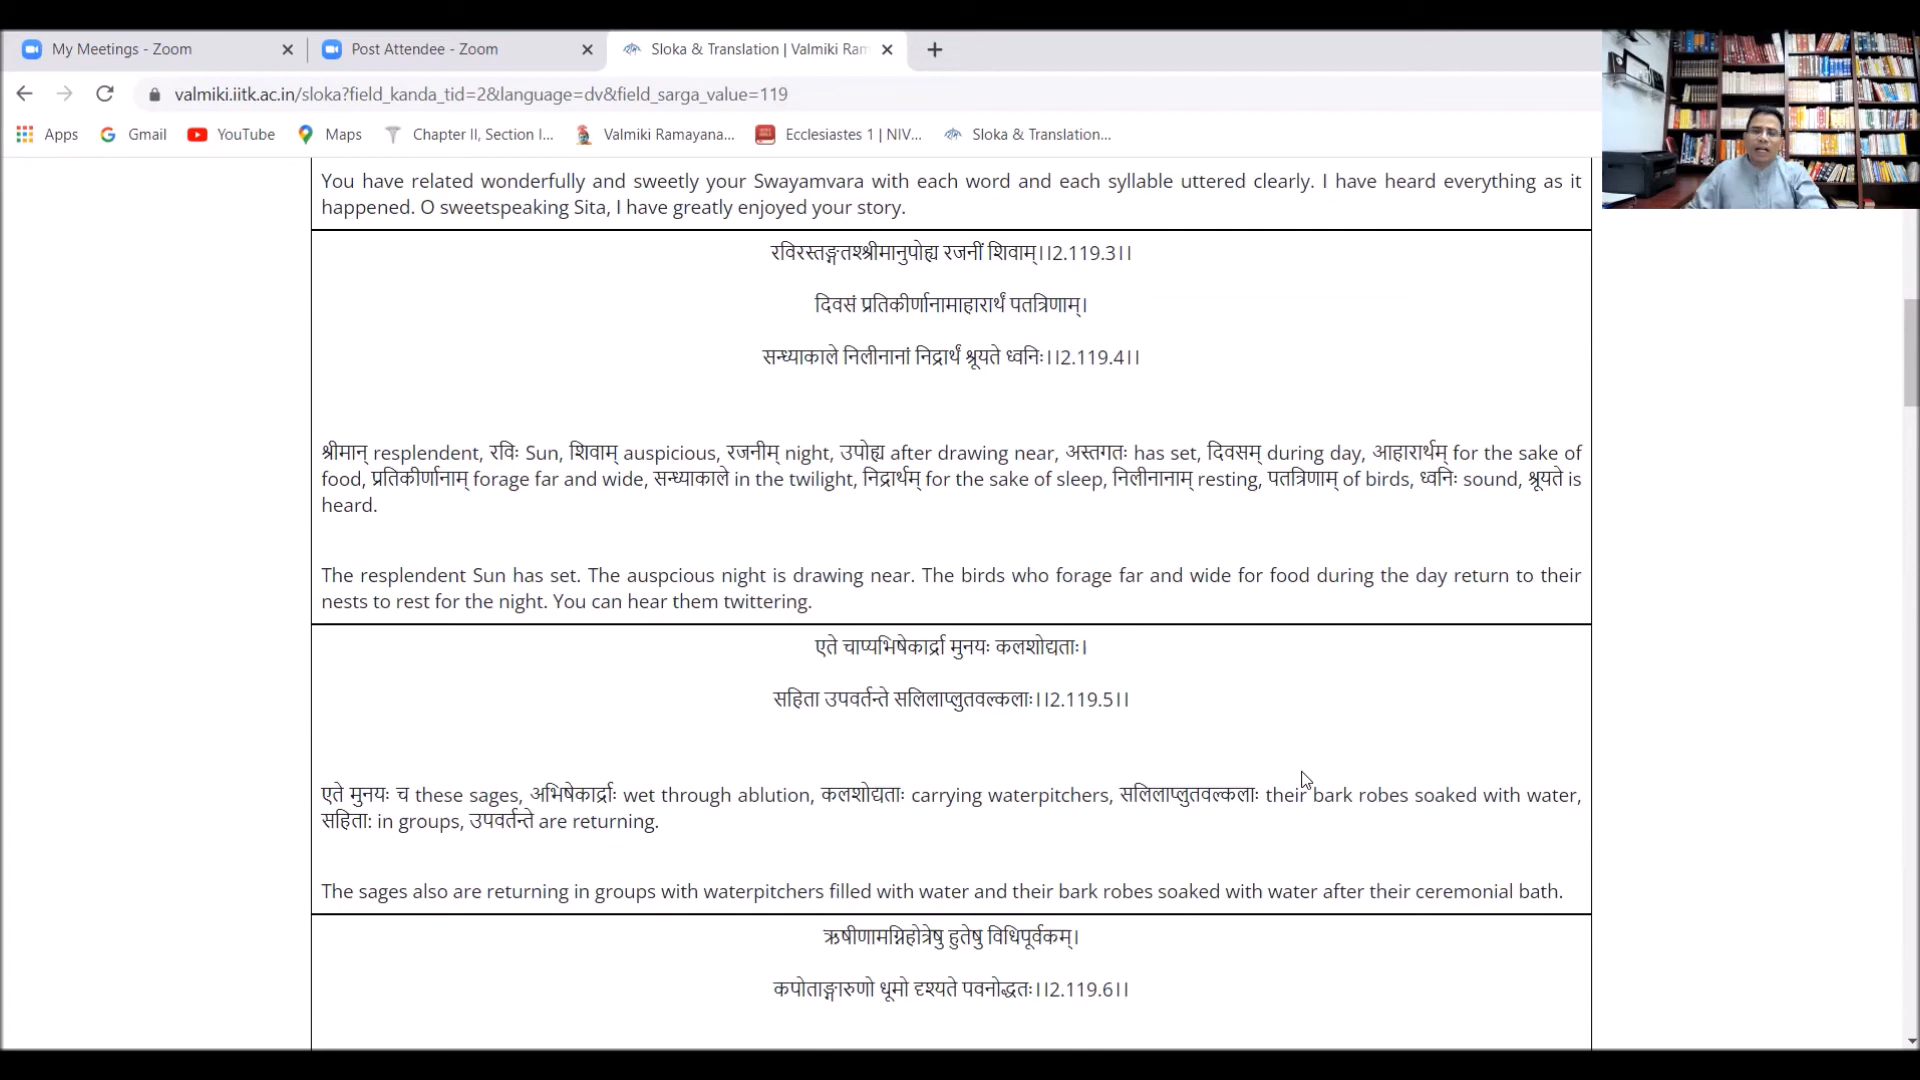 My Meetings - Zoom
Post Attendee - Zoom
Sloka & Translation | Valmiki Ram
valmiki.iitk.ac.in/sloka?field_kanda_tid=2&language=dv&field_sarga_value=119
Apps
Gmail
YouTube
Maps
Chapter II, Section I...
Valmiki Ramayana...
Ecclesiastes 1 | NIV...
Sloka & Translation...
You have related wonderfully and sweetly your Swayamvara with each word and each syllable uttered clearly. I have heard everything as it
happened. O sweetspeaking Sita, I have greatly enjoyed your story.
रविरस्तङ्गतश्श्रीमानुपोह्य रजनीं शिवाम्।।2.119.3।।
दिवसं प्रतिकीर्णानामाहारार्थं पतत्रिणाम्।
सन्ध्याकाले निलीनानां निद्रार्थं श्रूयते ध्वनिः।।2.119.4।।
श्रीमान् resplendent, रविः Sun, शिवाम् auspicious, रजनीम् night, उपोह्य after drawing near, अस्तगतः has set, दिवसम् during day, आहारार्थम् for the sake of
food, प्रतिकीर्णानाम् forage far and wide, सन्ध्याकाले in the twilight, निद्रार्थम् for the sake of sleep, निलीनानाम् resting, पतत्रिणाम् of birds, ध्वनिः sound, श्रूयते is
heard.
The resplendent Sun has set. The auspcious night is drawing near. The birds who forage far and wide for food during the day return to their
nests to rest for the night. You can hear them twittering.
एते चाप्यभिषेकार्द्रा मुनयः कलशोद्यताः।
सहिता उपवर्तन्ते सलिलाप्लुतवल्कलाः।।2.119.5।।
एते मुनयः च these sages, अभिषेकार्द्राः wet through ablution, कलशोद्यताः carrying waterpitchers, सलिलाप्लुतवल्कलाः their bark robes soaked with water,
सहिता: in groups, उपवर्तन्ते are returning.
The sages also are returning in groups with waterpitchers filled with water and their bark robes soaked with water after their ceremonial bath.
ऋषीणामग्निहोत्रेषु हुतेषु विधिपूर्वकम्।
कपोताङ्गारुणो धूमो दृश्यते पवनोद्धतः।।2.119.6।।